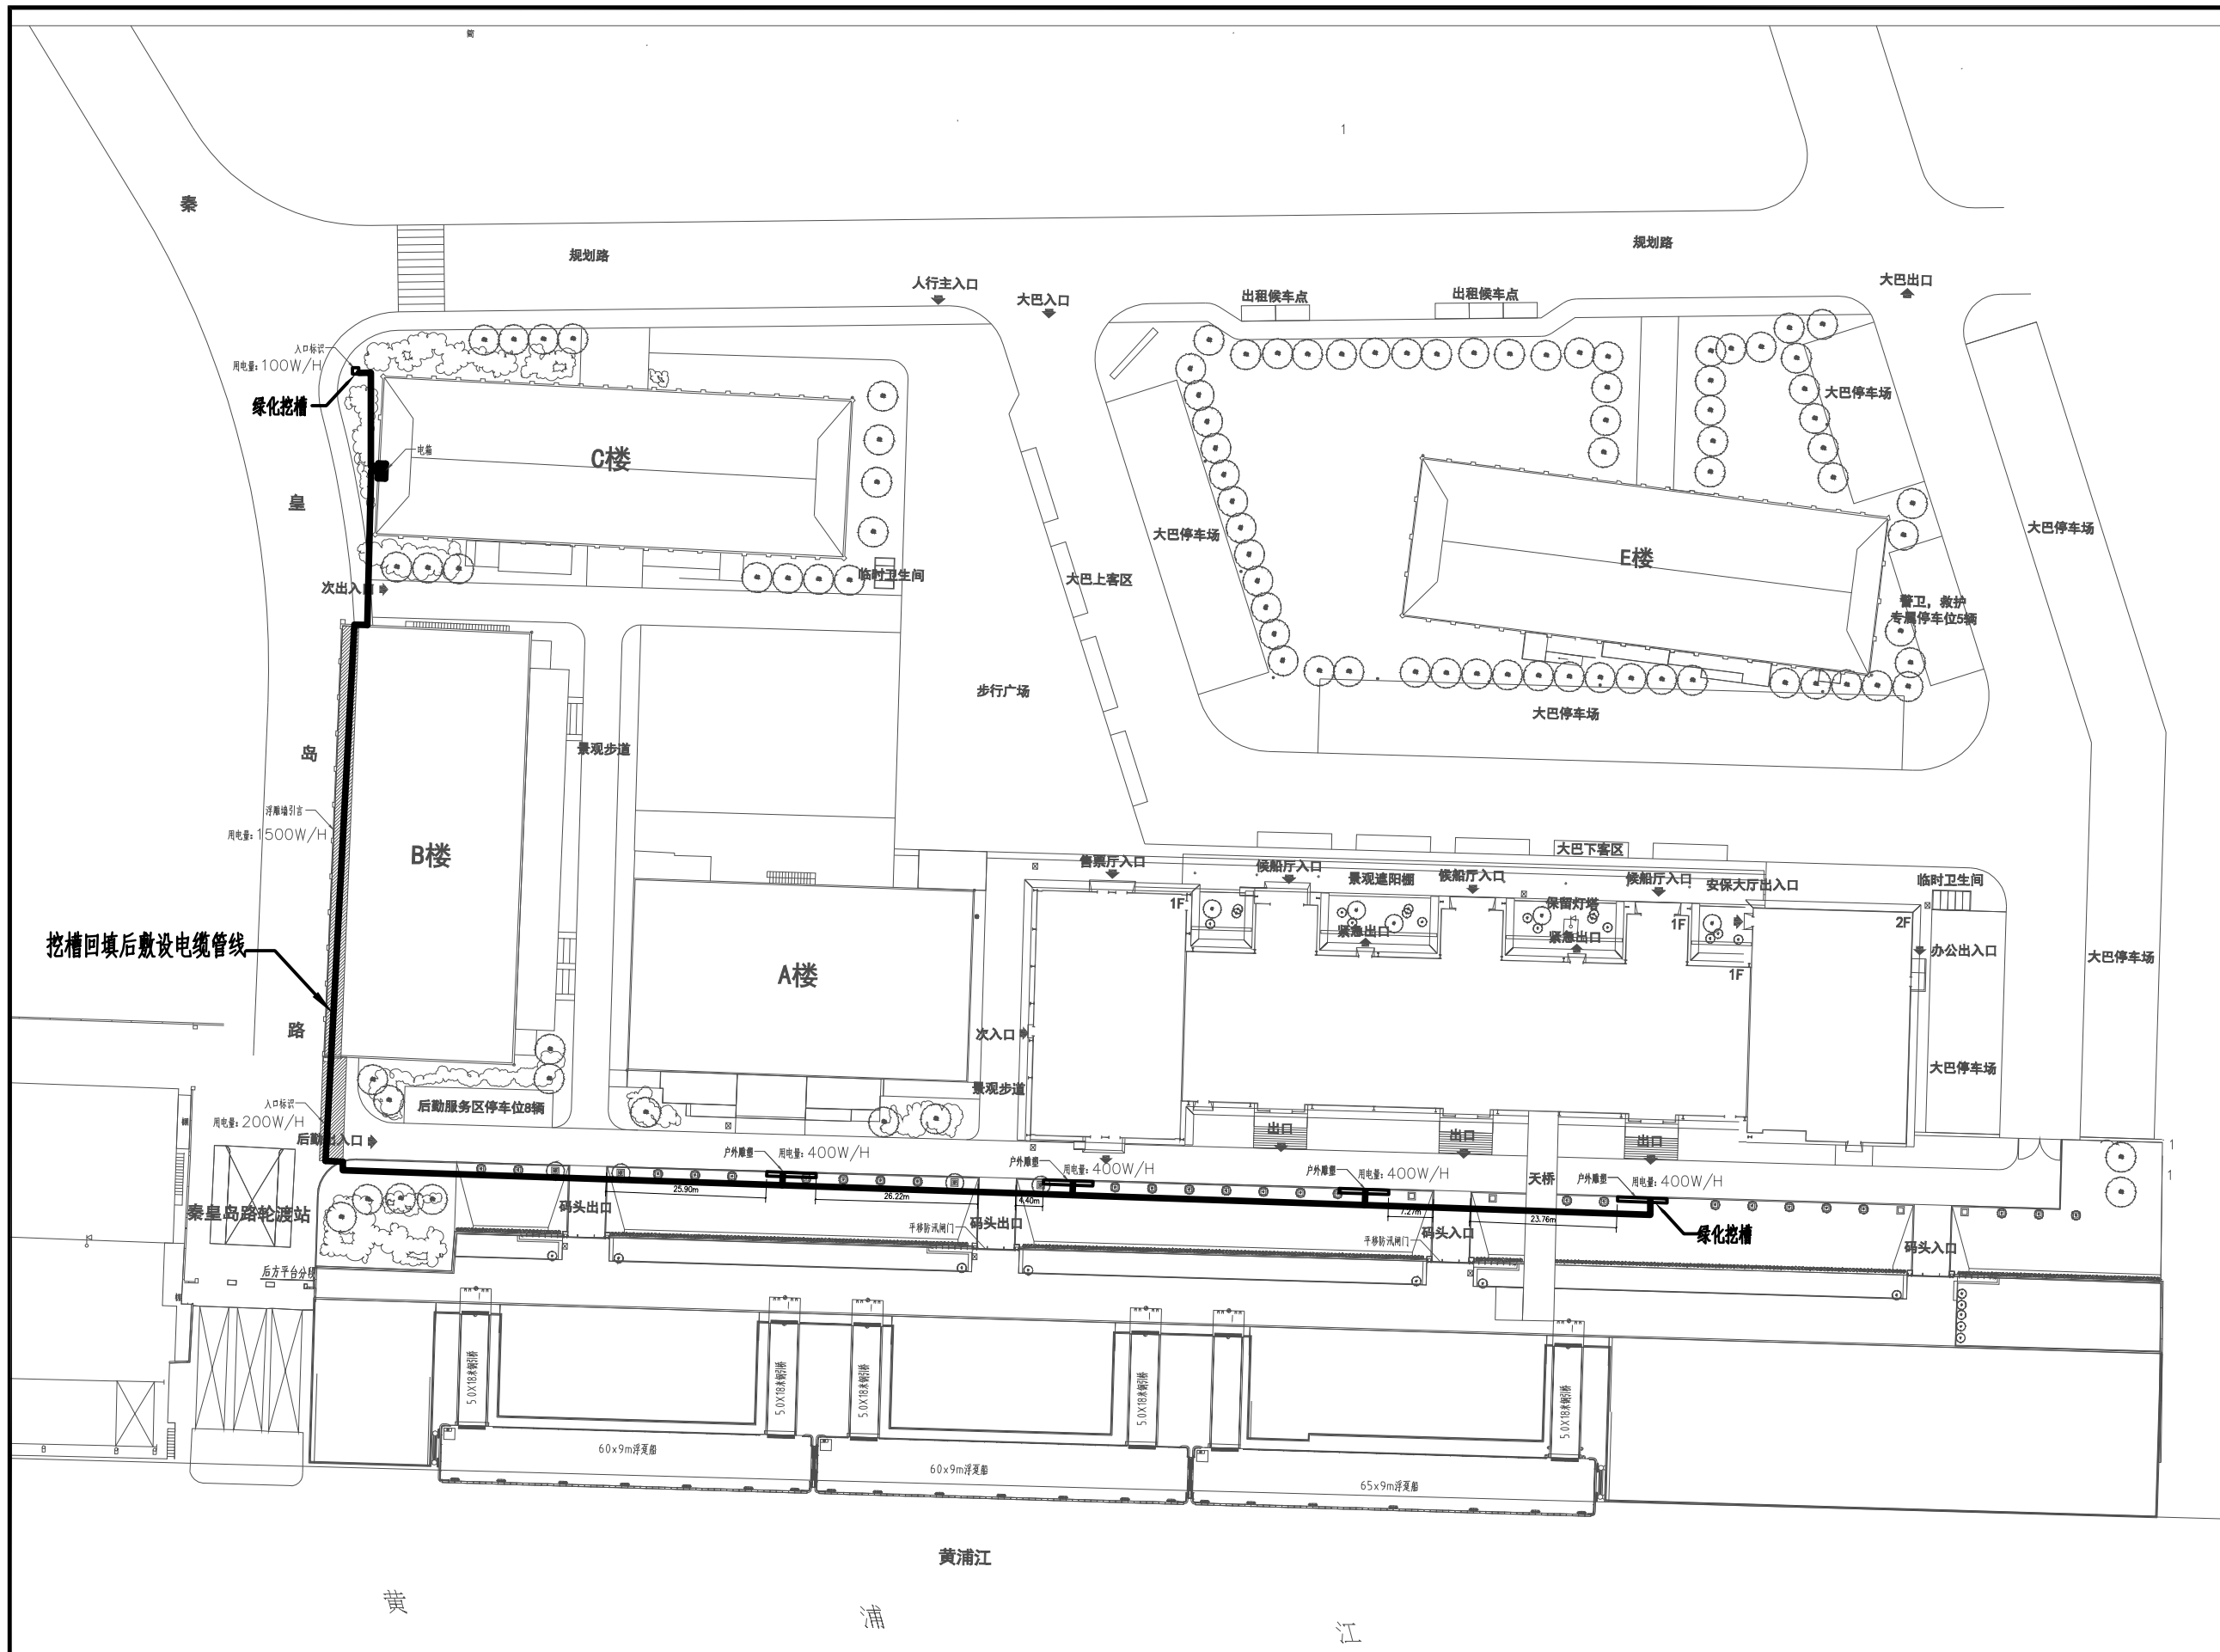 1
秦
规划路
规划路
人行主入口
大巴入口
出租候车点
出租候车点
大巴出口
入口标识
用电量:100W/H
绿化挖槽
大巴停车场
电箱
C楼
皇
大巴停车场
E楼
大巴停车场
次出入口
临时卫生间
大巴上客区
警卫，救护
专属停车位5辆
步行广场
大巴停车场
岛
景观步道
浮雕墙引言
用电量:1500W/H
B楼
大巴下客区
售票厅入口
候船厅入口
景观遮阳棚
候船厅入口
候船厅入口
安保大厅出入口
临时卫生间
1F
保留灯塔
紧急出口
紧急出口
1F
2F
挖槽回填后敷设电缆管线
办公出入口
大巴停车场
A楼
1F
路
次入口
大巴停车场
景观步道
入口标识
用电量:200W/H
后勤服务区停车位8辆
后勤出入口
出口
出口
出口
1
户外雕塑
用电量:400W/H
户外雕塑
用电量:400W/H
户外雕塑
用电量:400W/H
天桥
户外雕塑
用电量:400W/H
1
25.90m
26.22m
4.40m
7.27m
23.76m
秦皇岛路轮渡站
码头出口
平移防汛闸门
码头出口
平移防汛闸门
码头入口
绿化挖槽
码头入口
后方平台分段
5.0X18米钢引桥
5.0X18米钢引桥
5.0X18米钢引桥
5.0X18米钢引桥
5.0X18米钢引桥
60x9m浮趸船
60x9m浮趸船
65x9m浮趸船
黄浦江
黄
浦
江